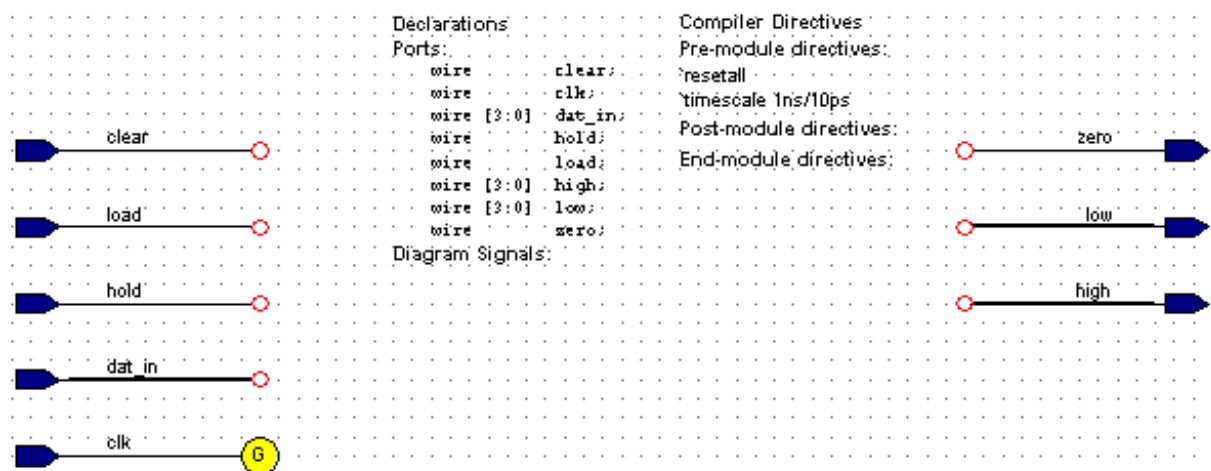 clear
load
hold
dat_in
clk
G
Declarations
Ports:
wire clear;
wire clk;
wire [3:0] dat_in;
wire hold;
wire load;
wire [3:0] high;
wire [3:0] low;
wire zero;
Diagram Signals:
Compiler Directives
Pre-module directives:
`resetall
`timescale 1ns/10ps
Post-module directives:
End-module directives:
zero
low
high